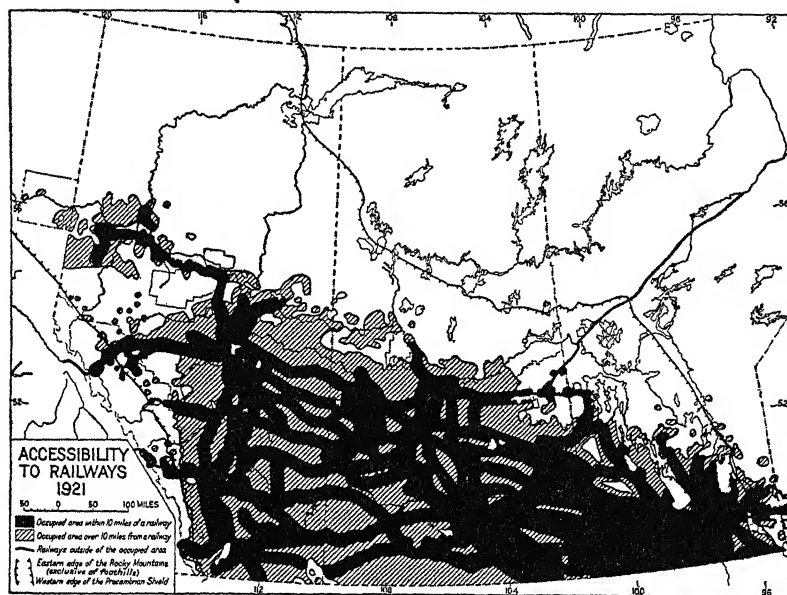 120 116 112 108 104 100 96 92
56
56
52
52
ACCESSIBILITY
TO RAILWAYS
1921
50 0 50 100 MILES
Occupied area within 10 miles of a railway
Occupied area over 10 miles from a railway
Railways outside of the occupied area
Eastern edge of the Rocky Mountains
(exclusive of foothills)
Western edge of the Precambrian Shield
112 108 104 100 96